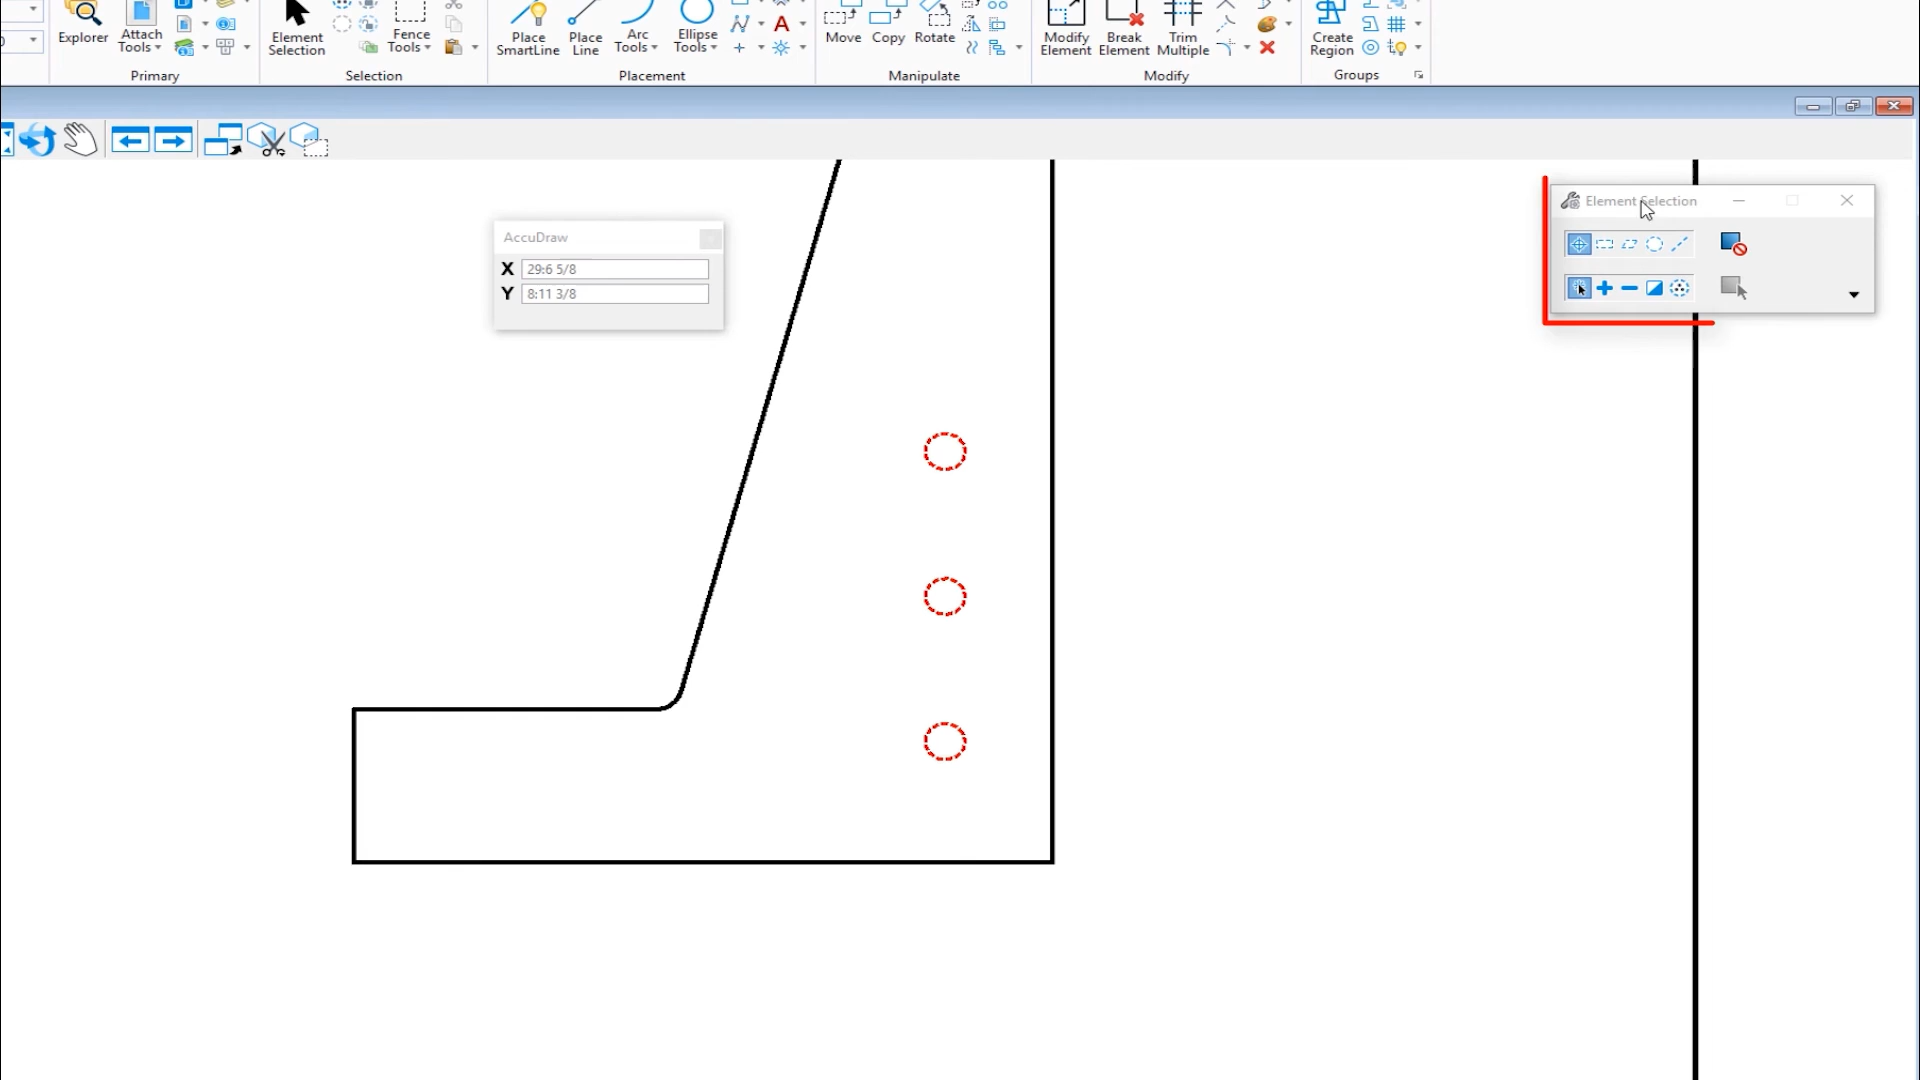 Explorer
Attach
Tools
Primary
Element
Selection
Fence
Tools
Selection
Place
SmartLine
Place
Line
Arc
Tools
Ellipse
Tools
A
Placement
Move
Copy
Rotate
Manipulate
Modify
Element
Break
Element
Trim
Multiple
Modify
Create
Region
Groups
Element Selection
AccuDraw
X 29:6 5/8
Y 8:11 3/8